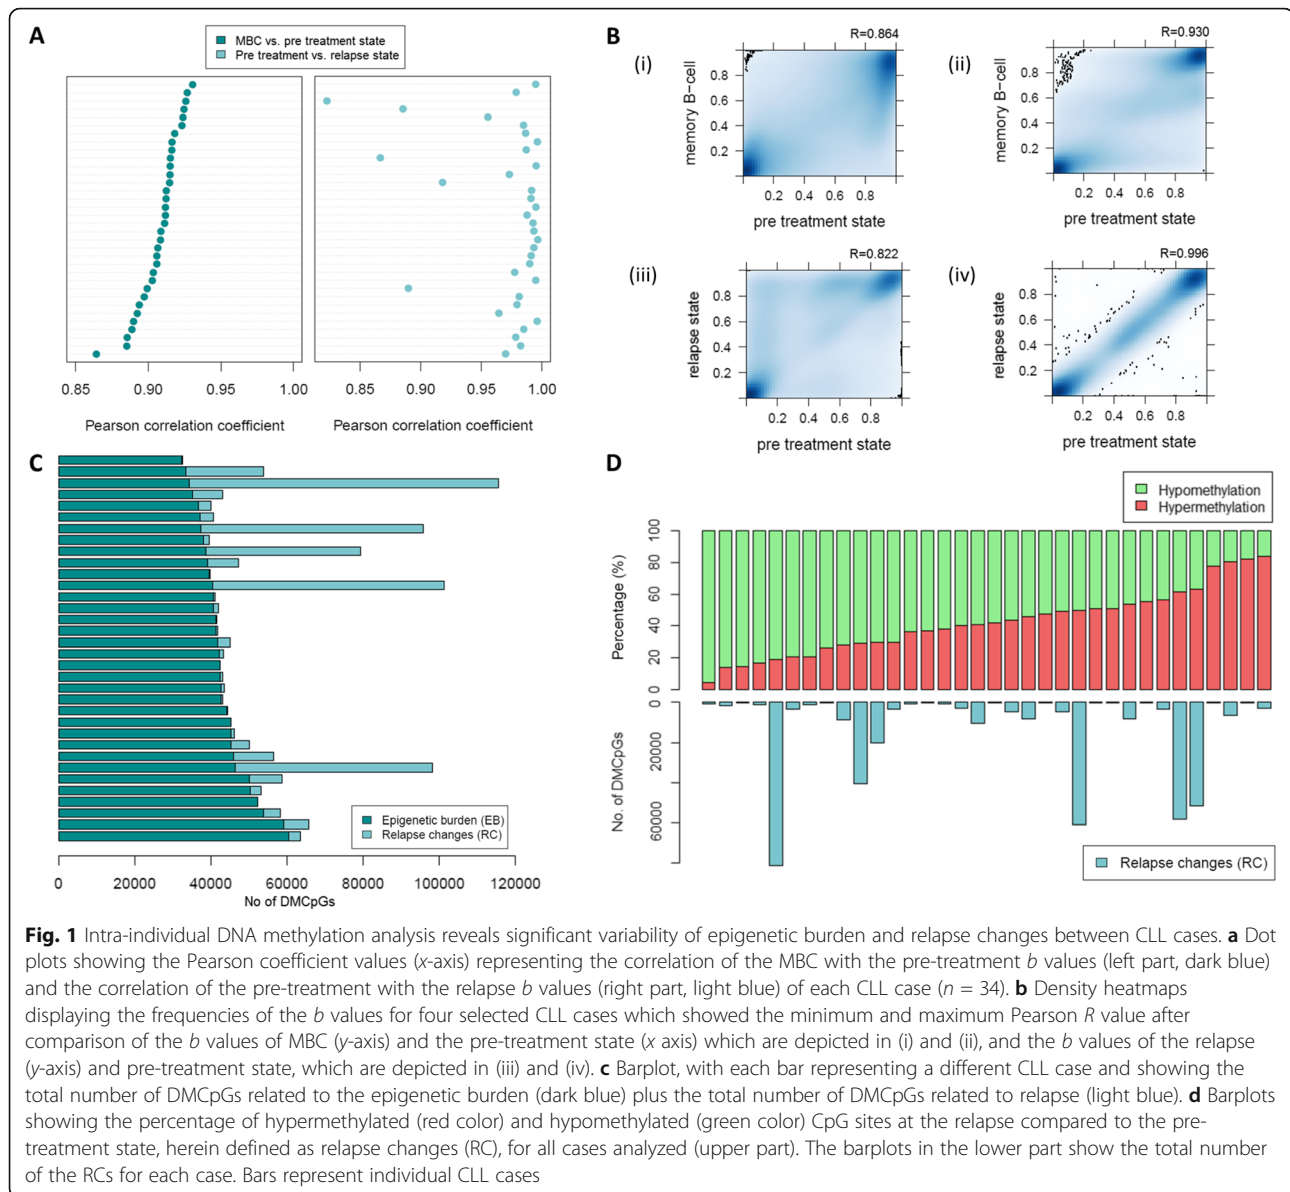 A
MBC vs. pre treatment state
Pre treatment vs. relapse state
0.85 0.90 0.95 1.00
Pearson correlation coefficient
0.85 0.90 0.95 1.00
Pearson correlation coefficient
B
(i)
R=0.864
memory B-cell
0.8
0.6
0.4
0.2
0.2 0.4 0.6 0.8
pre treatment state
(ii)
R=0.930
memory B-cell
0.8
0.6
0.4
0.2
0.2 0.4 0.6 0.8
pre treatment state
(iii)
R=0.822
relapse state
0.8
0.6
0.4
0.2
0.2 0.4 0.6 0.8
pre treatment state
(iv)
R=0.996
relapse state
0.8
0.6
0.4
0.2
0.2 0.4 0.6 0.8
pre treatment state
C
Epigenetic burden (EB)
Relapse changes (RC)
0 20000 40000 60000 80000 100000 120000
No of DMCpGs
D
Hypomethylation
Hypermethylation
Percentage (%)
100
80
60
40
20
0
No. of DMCpGs
0
20000
60000
Relapse changes (RC)
Fig. 1 Intra-individual DNA methylation analysis reveals significant variability of epigenetic burden and relapse changes between CLL cases. a Dot
plots showing the Pearson coefficient values (x-axis) representing the correlation of the MBC with the pre-treatment b values (left part, dark blue)
and the correlation of the pre-treatment with the relapse b values (right part, light blue) of each CLL case (n = 34). b Density heatmaps
displaying the frequencies of the b values for four selected CLL cases which showed the minimum and maximum Pearson R value after
comparison of the b values of MBC (y-axis) and the pre-treatment state (x axis) which are depicted in (i) and (ii), and the b values of the relapse
(y-axis) and pre-treatment state, which are depicted in (iii) and (iv). c Barplot, with each bar representing a different CLL case and showing the
total number of DMCpGs related to the epigenetic burden (dark blue) plus the total number of DMCpGs related to relapse (light blue). d Barplots
showing the percentage of hypermethylated (red color) and hypomethylated (green color) CpG sites at the relapse compared to the pre-
treatment state, herein defined as relapse changes (RC), for all cases analyzed (upper part). The barplots in the lower part show the total number
of the RCs for each case. Bars represent individual CLL cases